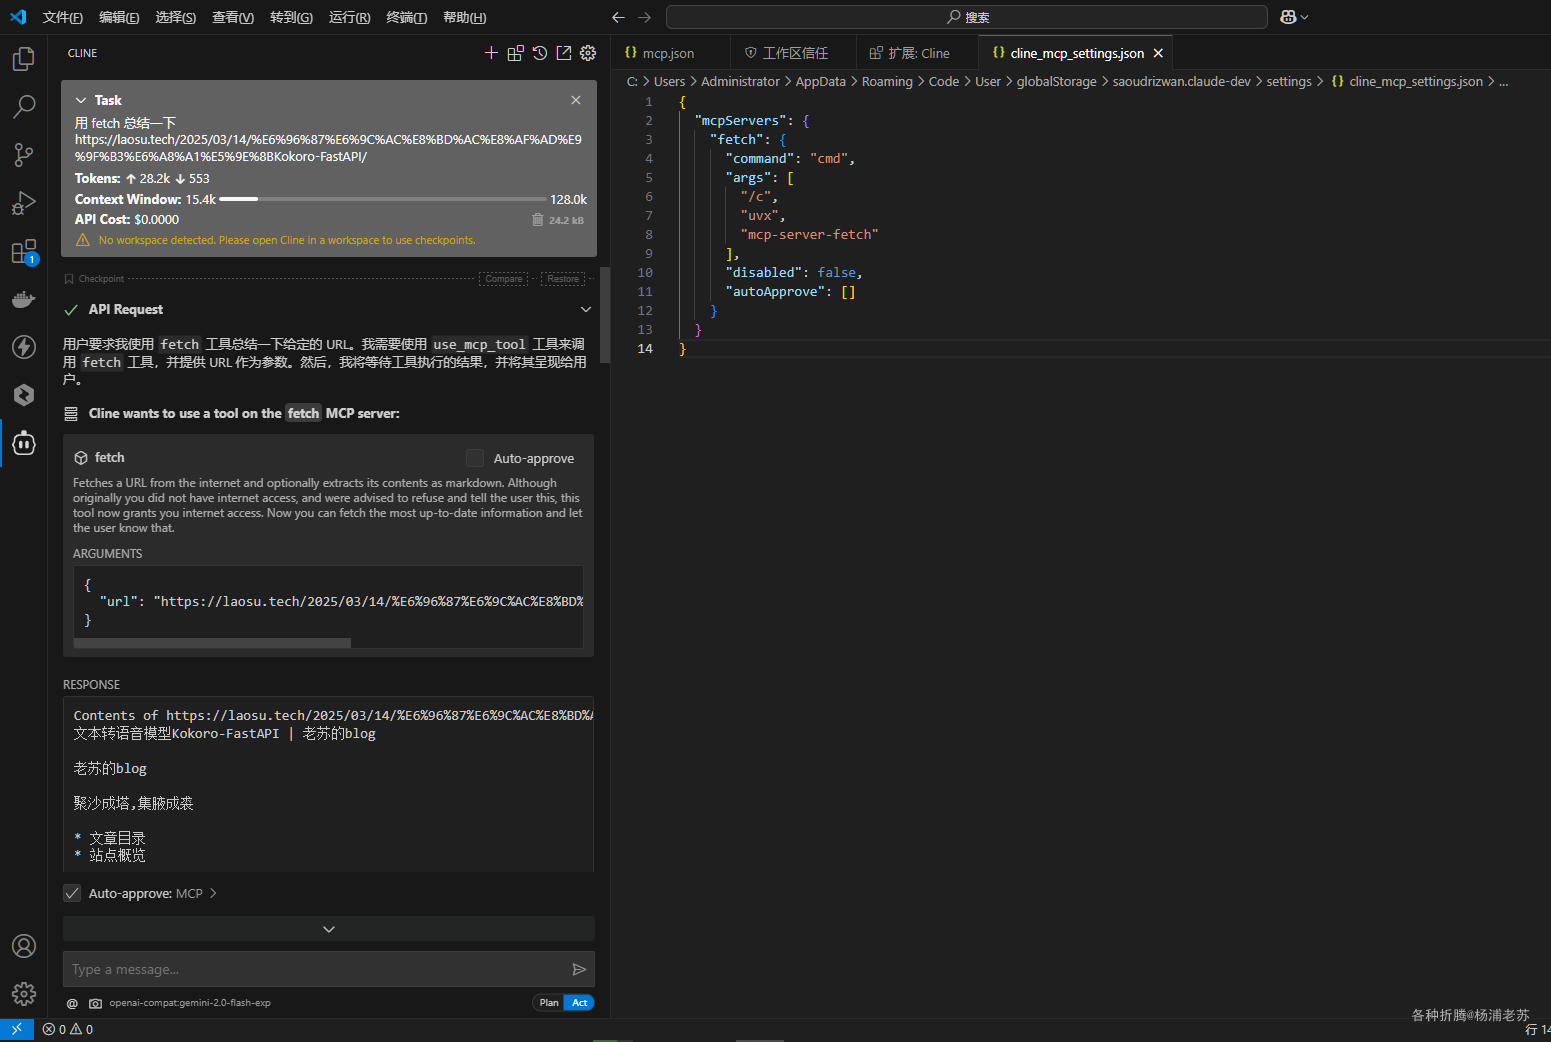 文件(F) 编辑(E) 选择(S) 查看(V) 转到(G) 运行(R) 终端(T) 帮助(H)
搜索
CLINE
Task
用 fetch 总结一下
https://laosu.tech/2025/03/14/%E6%96%87%E6%9C%AC%E8%BD%AC%E8%AF%AD%E9
%9F%B3%E6%A8%A1%E5%9E%8BKokoro-FastAPI/
Tokens: ↑ 28.2k ↓ 553
Context Window: 15.4k 128.0k
API Cost: $0.0000 24.2 kB
No workspace detected. Please open Cline in a workspace to use checkpoints.
Checkpoint Compare Restore
API Request
用户要求我使用 fetch 工具总结一下给定的 URL。我需要使用 use_mcp_tool 工具来调
用 fetch 工具，并提供 URL 作为参数。然后，我将等待工具执行的结果，并将其呈现给用
户。
Cline wants to use a tool on the fetch MCP server:
fetch Auto-approve
Fetches a URL from the internet and optionally extracts its contents as markdown. Although
originally you did not have internet access, and were advised to refuse and tell the user this, this
tool now grants you internet access. Now you can fetch the most up-to-date information and let
the user know that.
ARGUMENTS
{
"url": "https://laosu.tech/2025/03/14/%E6%96%87%E6%9C%AC%E8%BD%
}
RESPONSE
Contents of https://laosu.tech/2025/03/14/%E6%96%87%E6%9C%AC%E8%BD%A
文本转语音模型Kokoro-FastAPI | 老苏的blog
老苏的blog
聚沙成塔,集腋成裘
* 文章目录
* 站点概览
Auto-approve: MCP
Type a message...
@ openai-compat:gemini-2.0-flash-exp Plan Act
1
0 0
{} mcp.json 工作区信任 扩展: Cline {} cline_mcp_settings.json
C: > Users > Administrator > AppData > Roaming > Code > User > globalStorage > saoudrizwan.claude-dev > settings > {} cline_mcp_settings.json > ...
1 {
2 "mcpServers": {
3 "fetch": {
4 "command": "cmd",
5 "args": [
6 "/c",
7 "uvx",
8 "mcp-server-fetch"
9 ],
10 "disabled": false,
11 "autoApprove": []
12 }
13 }
14 }
各种折腾@杨浦老苏
行 14